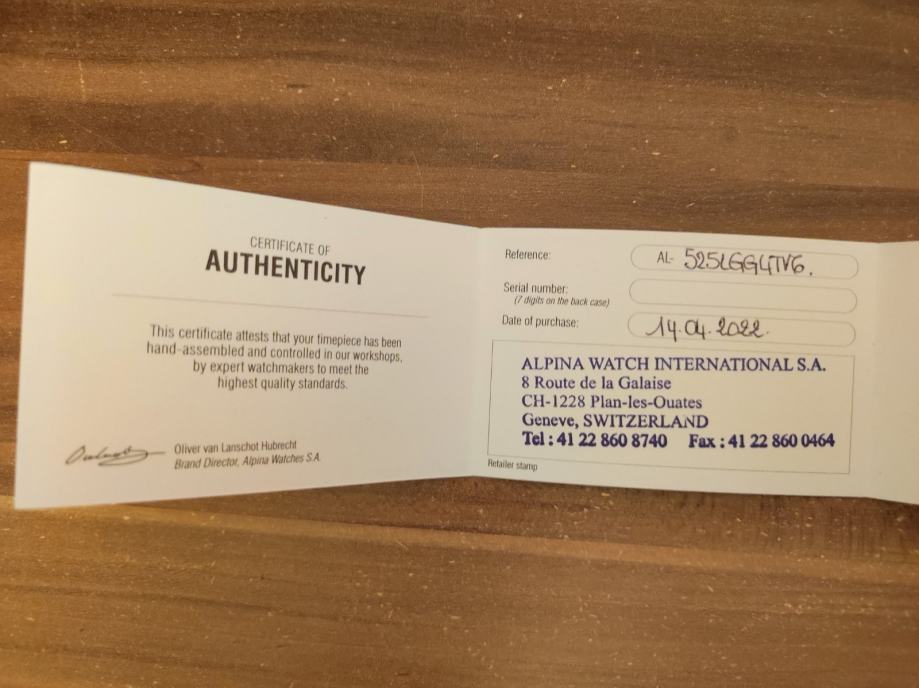 CERTIFICATE OF
AUTHENTICITY
This certificate attests that your timepiece has been
hand-assembled and controlled in our workshops,
by expert watchmakers to meet the
highest quality standards.
Oliver van Lanschot Hubrecht
Brand Director, Alpina Watches S.A.
Reference: AL- 525LGG4TV6.
Serial number:
(7 digits on the back case)
Date of purchase: 14.04.2022.
ALPINA WATCH INTERNATIONAL S.A.
8 Route de la Galaise
CH-1228 Plan-les-Ouates
Geneve, SWITZERLAND
Tel : 41 22 860 8740 Fax : 41 22 860 0464
Retailer stamp